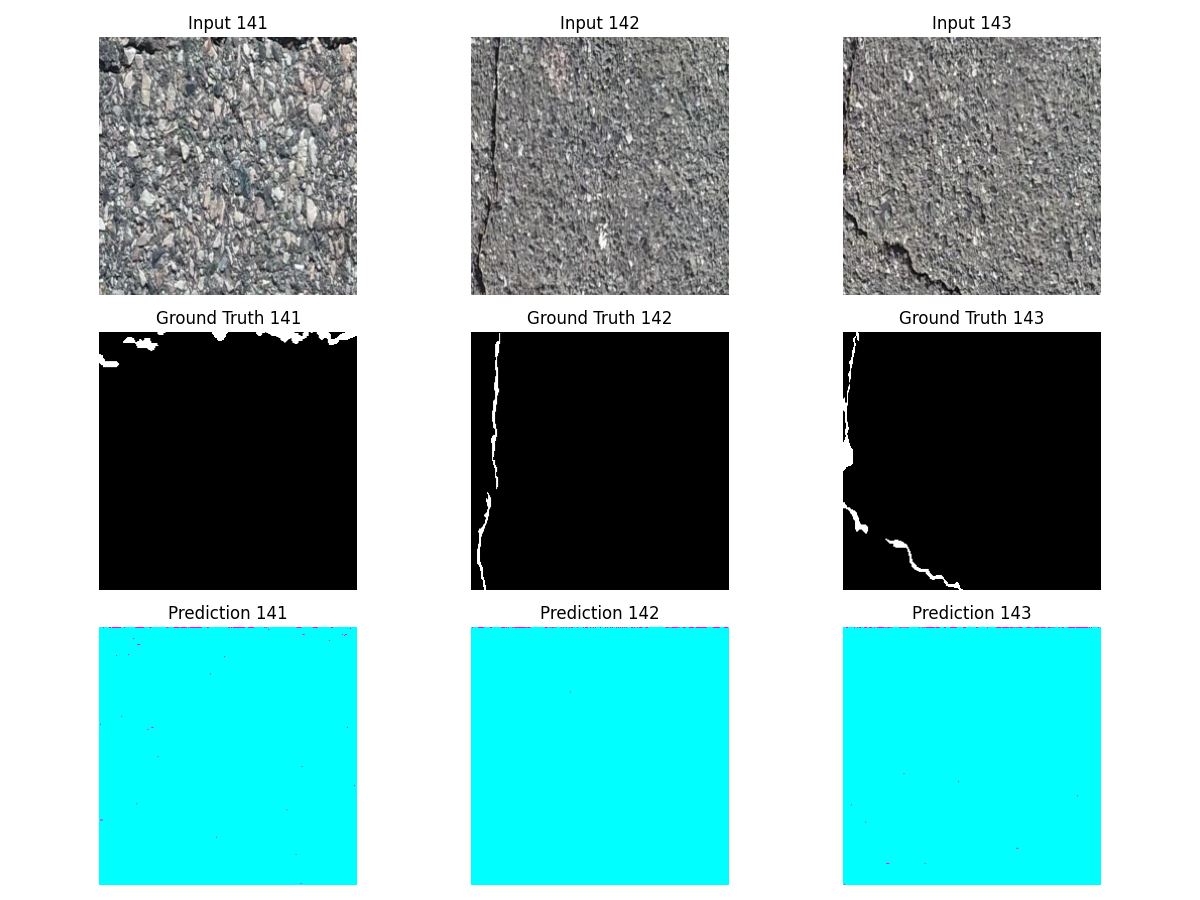 Input 141
Input 142
Input 143
Ground Truth 141
Ground Truth 142
Ground Truth 143
Prediction 141
Prediction 142
Prediction 143